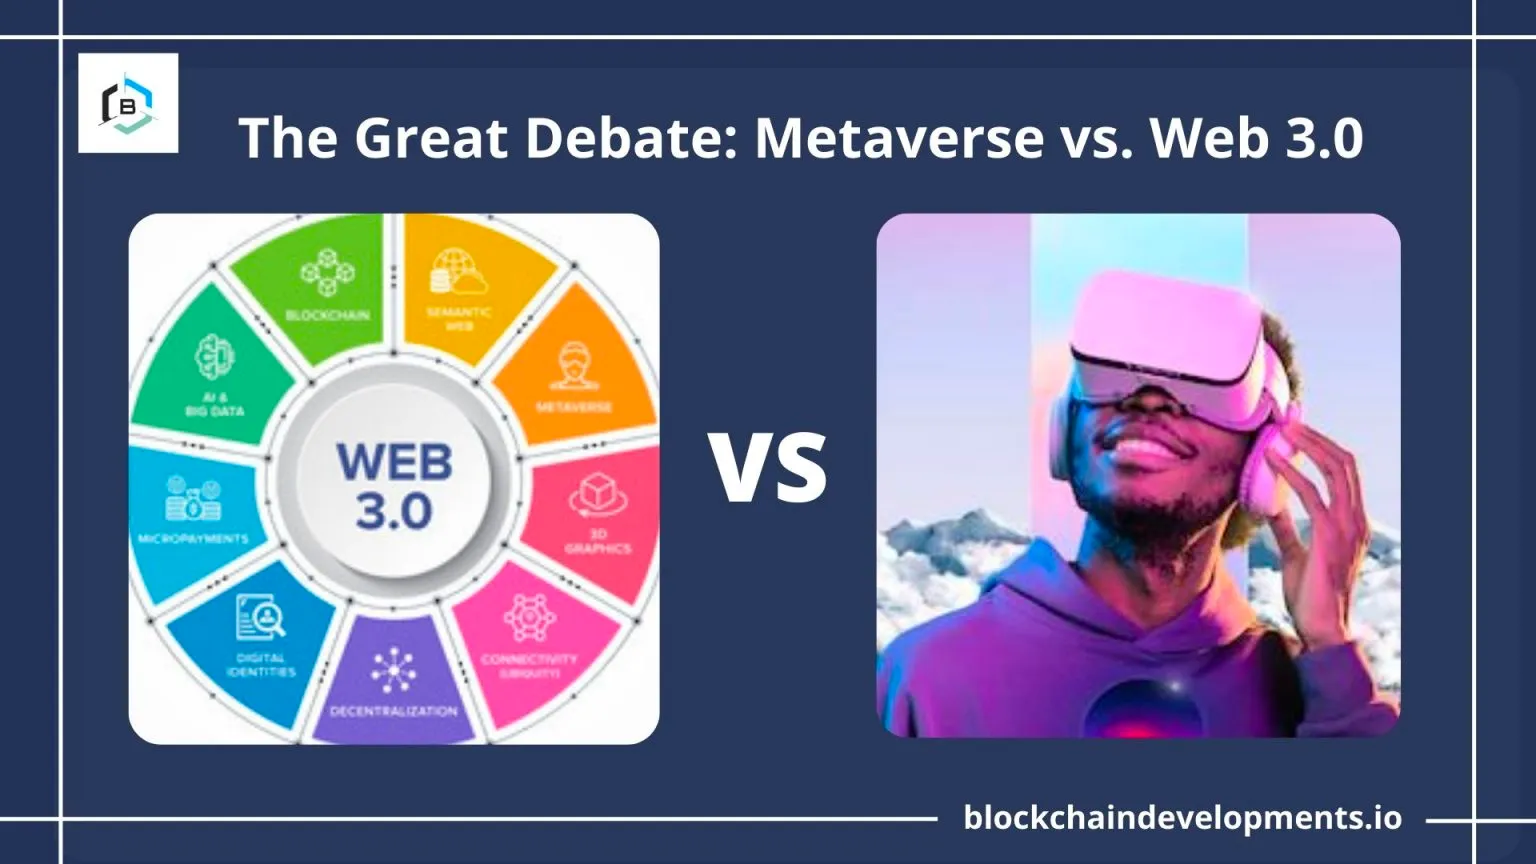 B
The Great Debate: Metaverse vs. Web 3.0
BLOCKCHAIN
SEMANTIC
WEB
METAVERSE
3D
GRAPHICS
CONNECTIVITY
(UBIQUITY)
DECENTRALIZATION
DIGITAL
IDENTITIES
MICROPAYMENTS
AI &
BIG DATA
WEB
3.0
VS
blockchaindevelopments.io